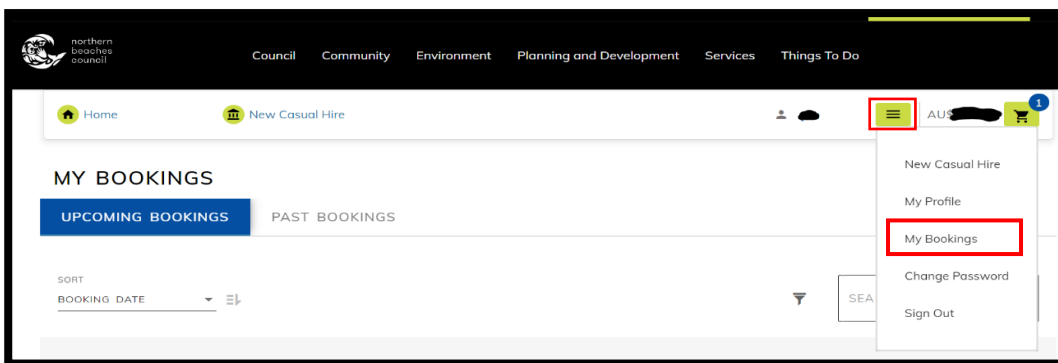 northern
beaches
council
Council Community Environment Planning and Development Services Things To Do
Home New Casual Hire AU$ 1
New Casual Hire
MY BOOKINGS
My Profile
UPCOMING BOOKINGS PAST BOOKINGS
My Bookings
Change Password
SORT
BOOKING DATE SEA
Sign Out